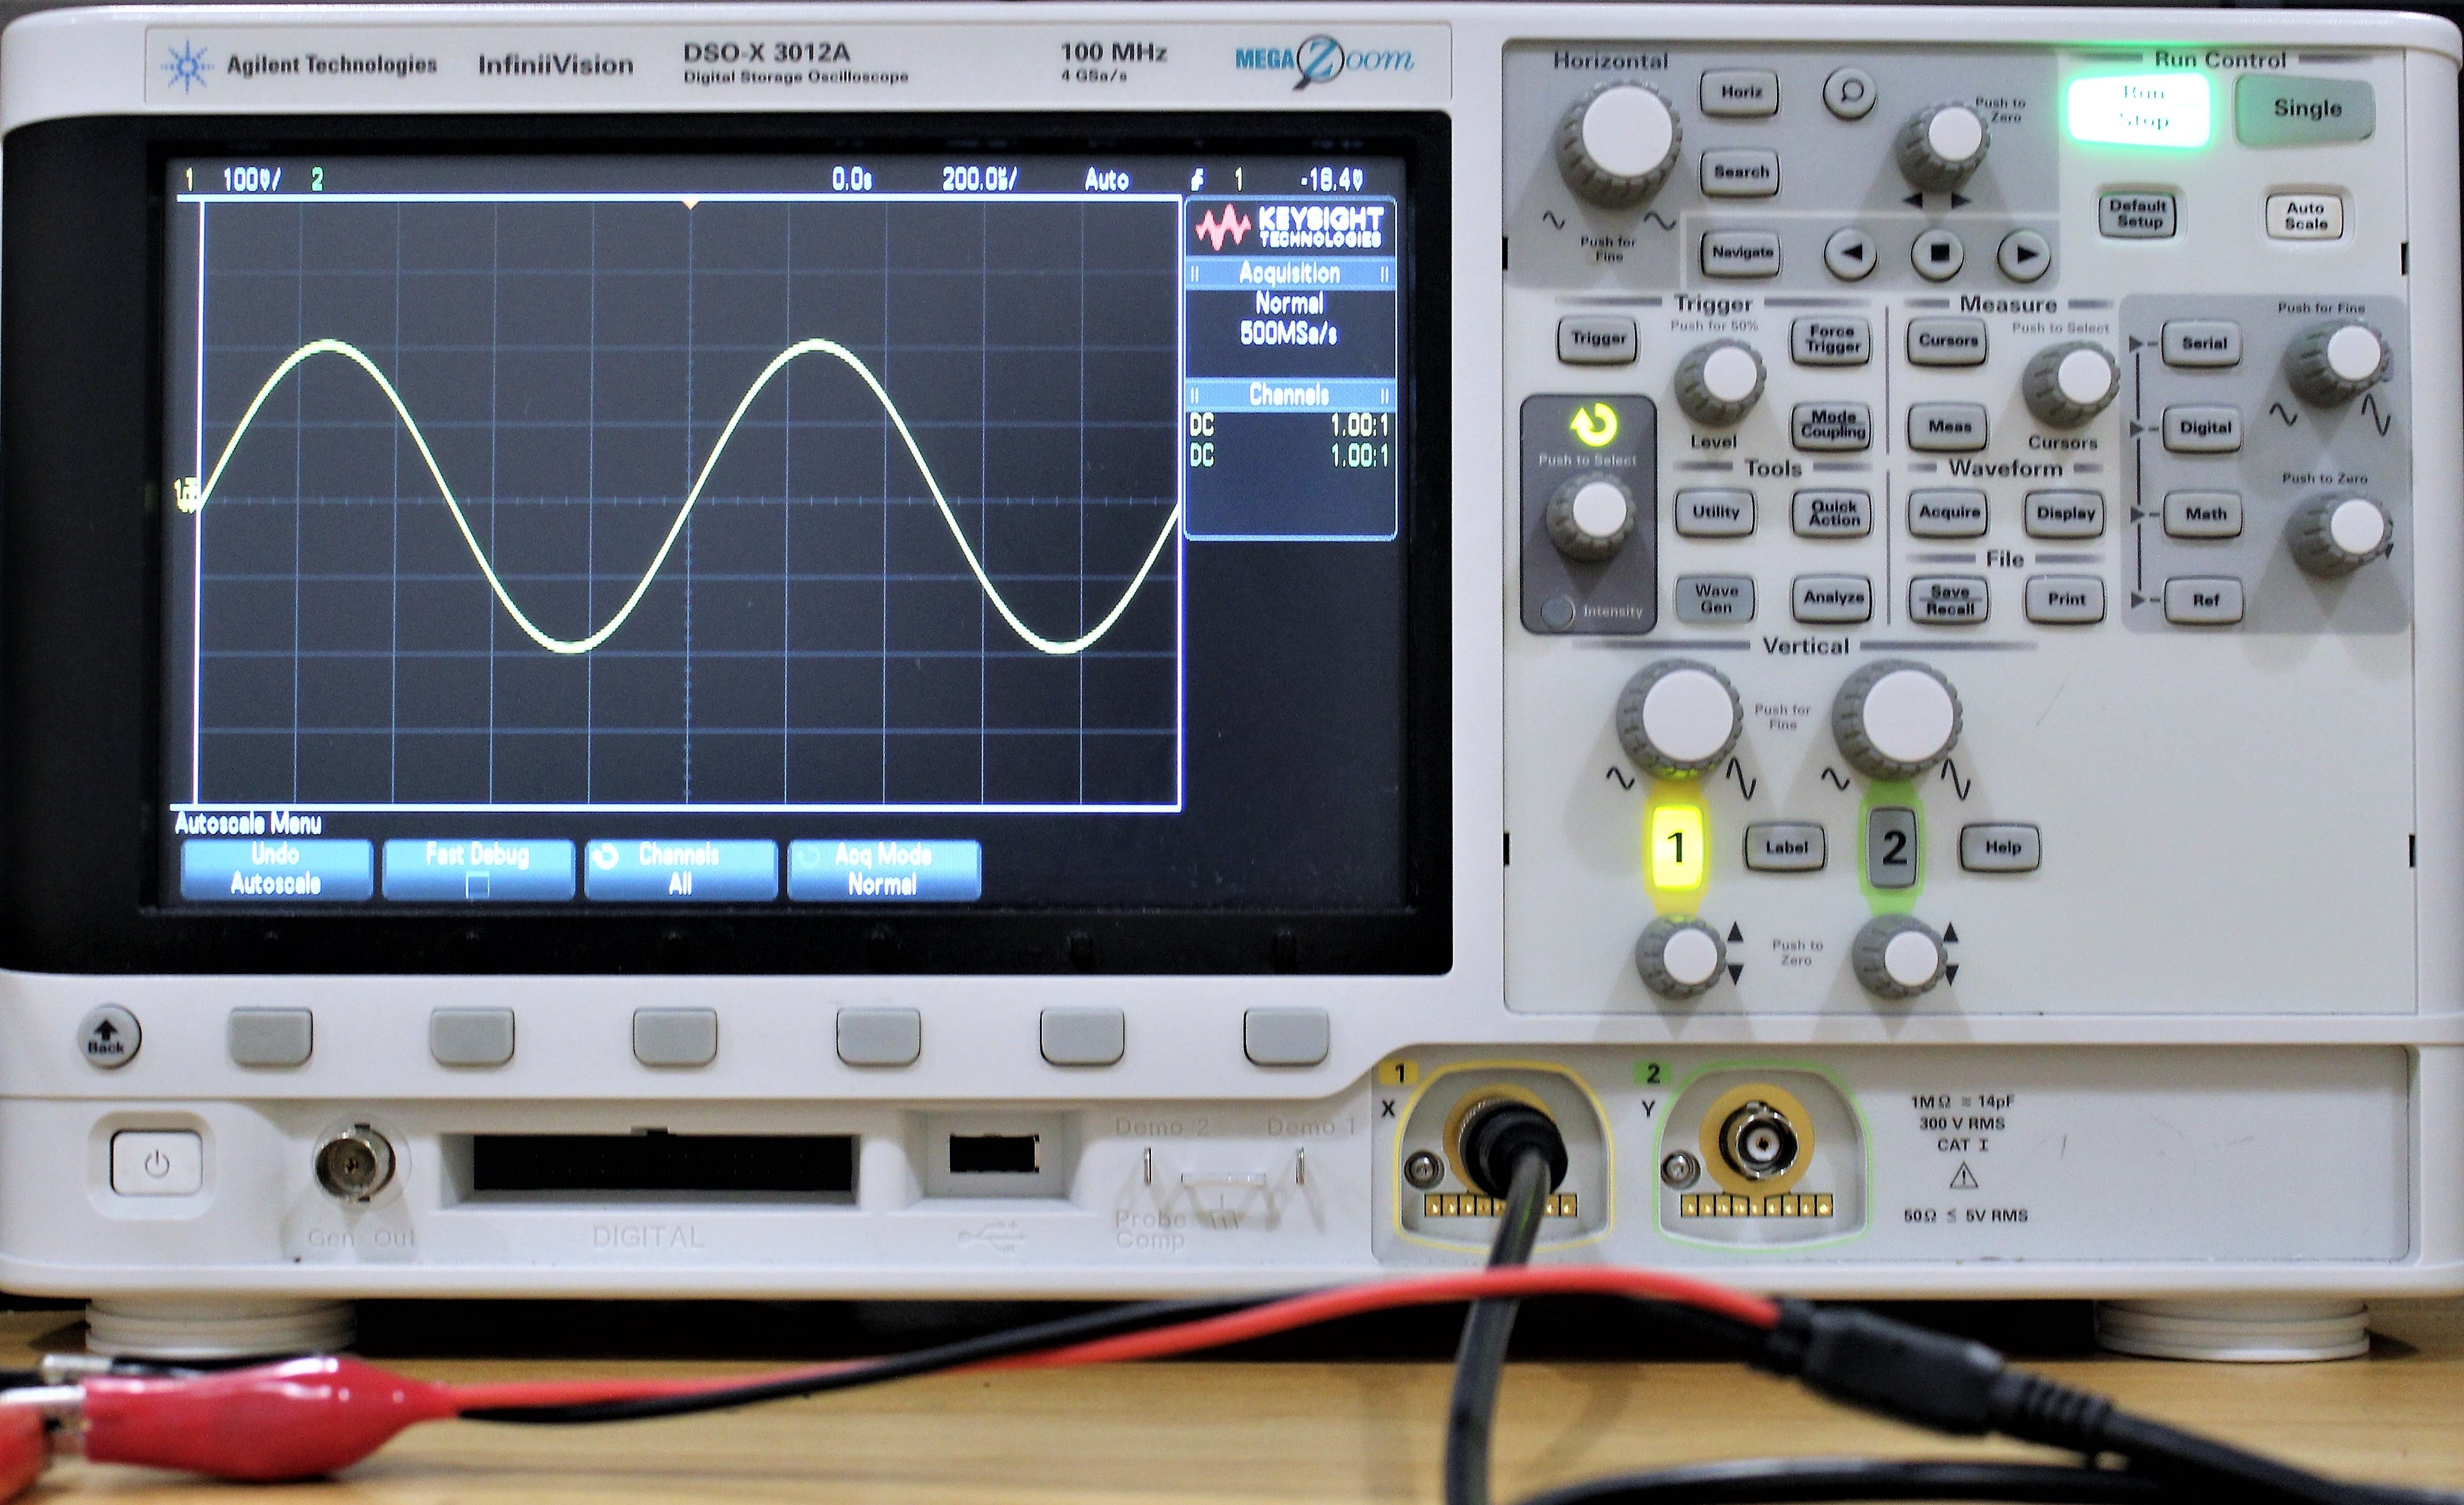 Agilent Technologies InfiniiVision DSO-X 3012A 100 MHz MEGA Zoom
Digital Storage Oscilloscope 4 GSa/s
1 100V/ 2 0.0s 200.0µs/ Auto 1 -18.4V
KEYSIGHT
TECHNOLOGIES
Acquisition
Normal
500MSa/s
Channels
DC 1.00:1
DC 1.00:1
Autoscale Menu
Undo
Autoscale
Fast Debug
Channels
All
Acq Mode
Normal
Back
Gen Out
DIGITAL
Demo 2
Demo 1
Probe
Comp
Horizontal
Horiz
Push to
Zero
Search
Push for
Fine
Navigate
Run Control
Run
Stop
Single
Default
Setup
Auto
Scale
Trigger
Push for 50%
Trigger
Force
Trigger
Level
Mode
Coupling
Measure
Cursors
Push to Select
Meas
Cursors
Push for Fine
Serial
Digital
Push to Zero
Math
Ref
Push to Select
Intensity
Tools
Utility
Quick
Action
Wave
Gen
Analyze
Waveform
Acquire
Display
File
Save
Recall
Print
Vertical
Push for
Fine
1
Label
2
Help
Push to
Zero
1
X
2
Y
1MΩ ≈ 14pF
300 V RMS
CAT I
50Ω ≤ 5V RMS